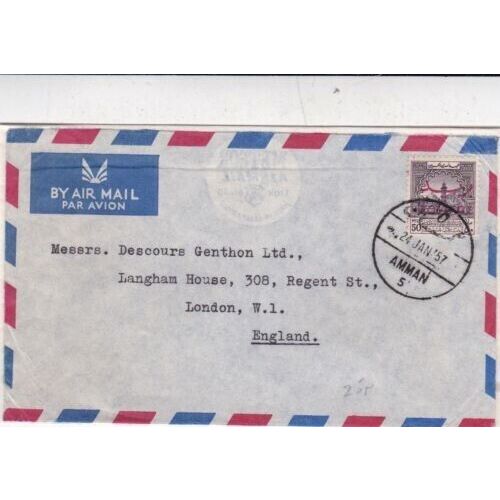 BY AIR MAIL
PAR AVION
Messrs. Descours Genthon Ltd.,
Langham House, 308, Regent St.,
London, W.1.
England.
50
24 JAN '57
AMMAN
5